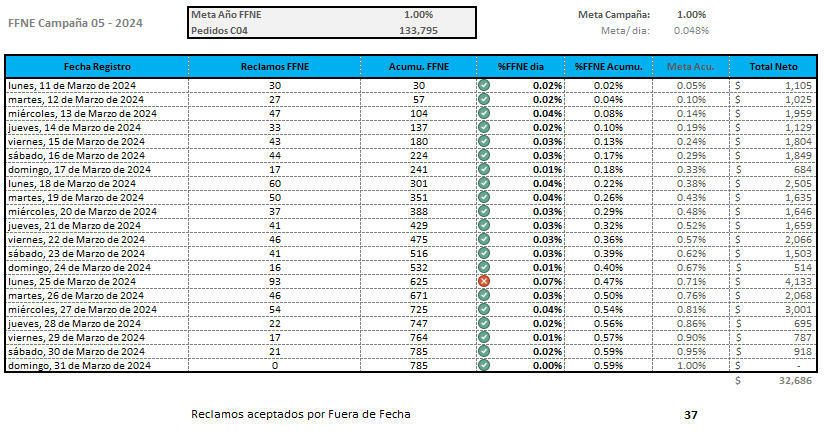 FFNE Campaña 05 - 2024
Meta Año FFNE 1.00%
Pedidos C04 133,795
Meta Campaña: 1.00%
Meta/ dia: 0.048%
Fecha Registro Reclamos FFNE Acumu. FFNE %FFNE dia %FFNE Acumu. Meta Acu. Total Neto
lunes, 11 de Marzo de 2024 30 30 0.02% 0.02% 0.05% $ 1,105
martes, 12 de Marzo de 2024 27 57 0.02% 0.04% 0.10% $ 1,025
miércoles, 13 de Marzo de 2024 47 104 0.04% 0.08% 0.14% $ 1,959
jueves, 14 de Marzo de 2024 33 137 0.02% 0.10% 0.19% $ 1,129
viernes, 15 de Marzo de 2024 43 180 0.03% 0.13% 0.24% $ 1,804
sábado, 16 de Marzo de 2024 44 224 0.03% 0.17% 0.29% $ 1,849
domingo, 17 de Marzo de 2024 17 241 0.01% 0.18% 0.33% $ 684
lunes, 18 de Marzo de 2024 60 301 0.04% 0.22% 0.38% $ 2,505
martes, 19 de Marzo de 2024 50 351 0.04% 0.26% 0.43% $ 1,635
miércoles, 20 de Marzo de 2024 37 388 0.03% 0.29% 0.48% $ 1,646
jueves, 21 de Marzo de 2024 41 429 0.03% 0.32% 0.52% $ 1,659
viernes, 22 de Marzo de 2024 46 475 0.03% 0.36% 0.57% $ 2,066
sábado, 23 de Marzo de 2024 41 516 0.03% 0.39% 0.62% $ 1,503
domingo, 24 de Marzo de 2024 16 532 0.01% 0.40% 0.67% $ 514
lunes, 25 de Marzo de 2024 93 625 0.07% 0.47% 0.71% $ 4,133
martes, 26 de Marzo de 2024 46 671 0.03% 0.50% 0.76% $ 2,068
miércoles, 27 de Marzo de 2024 54 725 0.04% 0.54% 0.81% $ 3,001
jueves, 28 de Marzo de 2024 22 747 0.02% 0.56% 0.86% $ 695
viernes, 29 de Marzo de 2024 17 764 0.01% 0.57% 0.90% $ 787
sábado, 30 de Marzo de 2024 21 785 0.02% 0.59% 0.95% $ 918
domingo, 31 de Marzo de 2024 0 785 0.00% 0.59% 1.00% $ -
$ 32,686
Reclamos aceptados por Fuera de Fecha 37